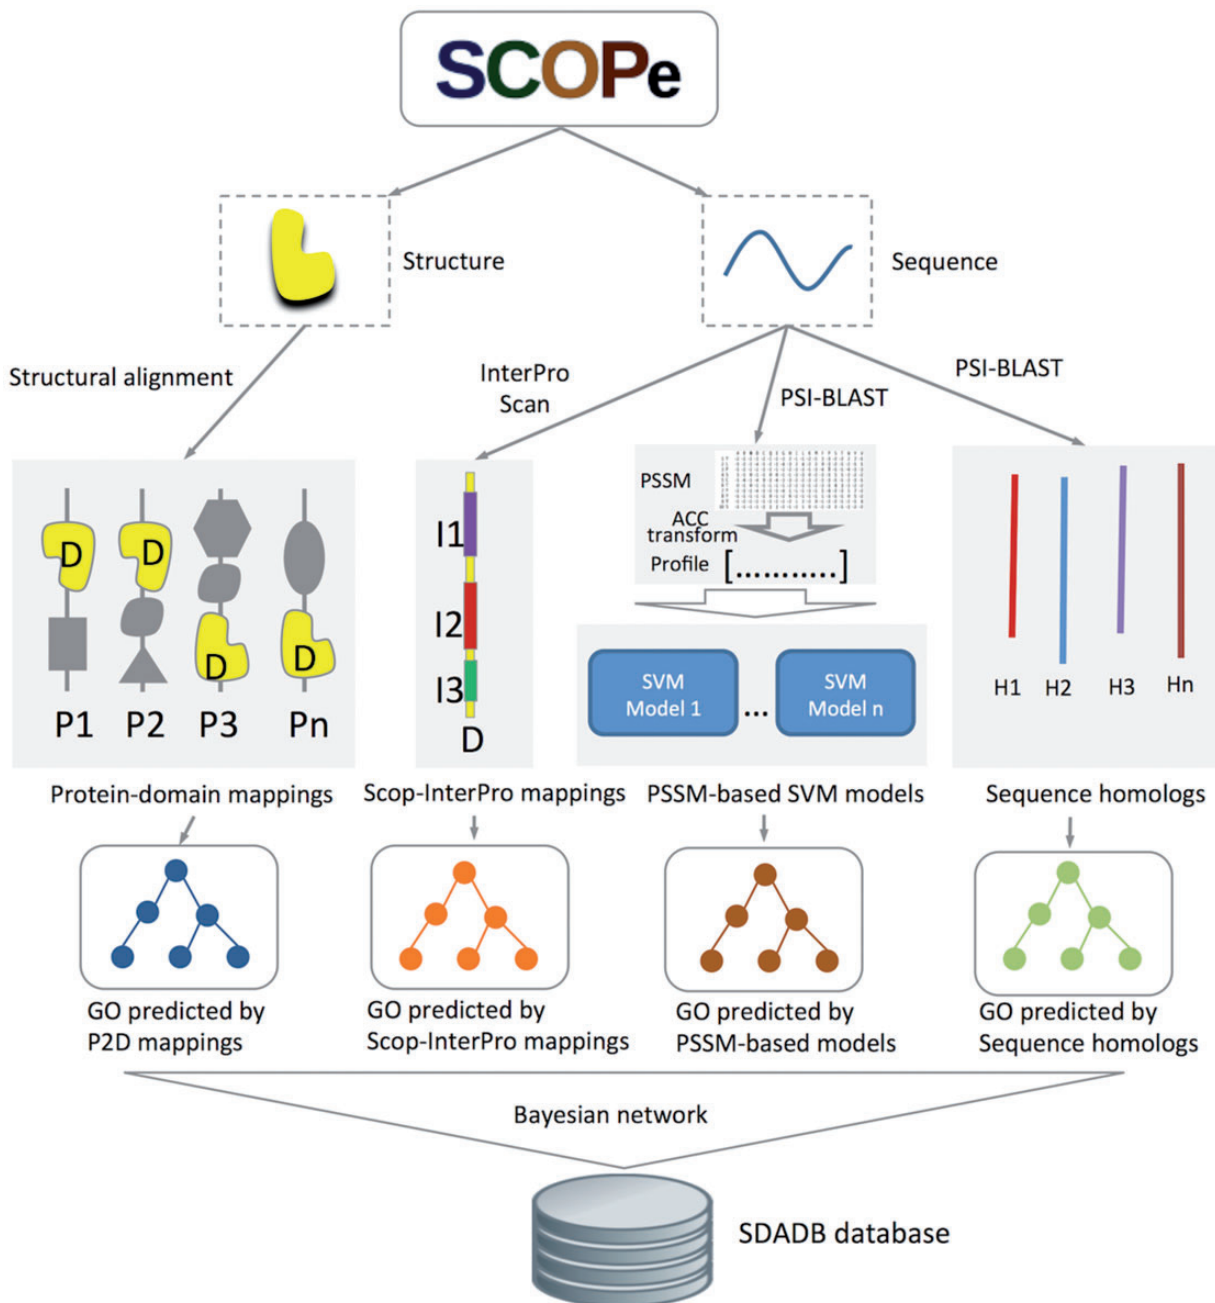 SCOPe
Structure
Sequence
Structural alignment
InterPro
Scan
PSI-BLAST
PSI-BLAST
D
D
D
D
P1
P2
P3
Pn
I1
I2
I3
D
PSSM
ACC
transform
Profile
[...........]
SVM
Model 1
...
SVM
Model n
H1
H2
H3
Hn
Protein-domain mappings
Scop-InterPro mappings
PSSM-based SVM models
Sequence homologs
GO predicted by
P2D mappings
GO predicted by
Scop-InterPro mappings
GO predicted by
PSSM-based models
GO predicted by
Sequence homologs
Bayesian network
SDADB database